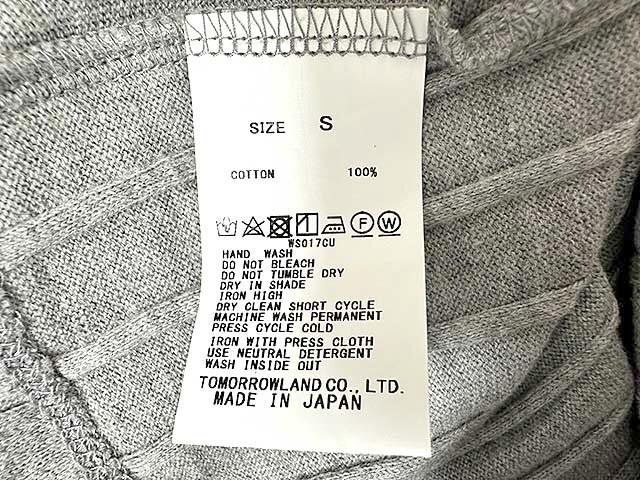 SIZE S
COTTON 100%
F W
WS017CU
HAND WASH
DO NOT BLEACH
DO NOT TUMBLE DRY
DRY IN SHADE
IRON HIGH
DRY CLEAN SHORT CYCLE
MACHINE WASH PERMANENT
PRESS CYCLE COLD
IRON WITH PRESS CLOTH
USE NEUTRAL DETERGENT
WASH INSIDE OUT
TOMORROWLAND CO., LTD.
MADE IN JAPAN